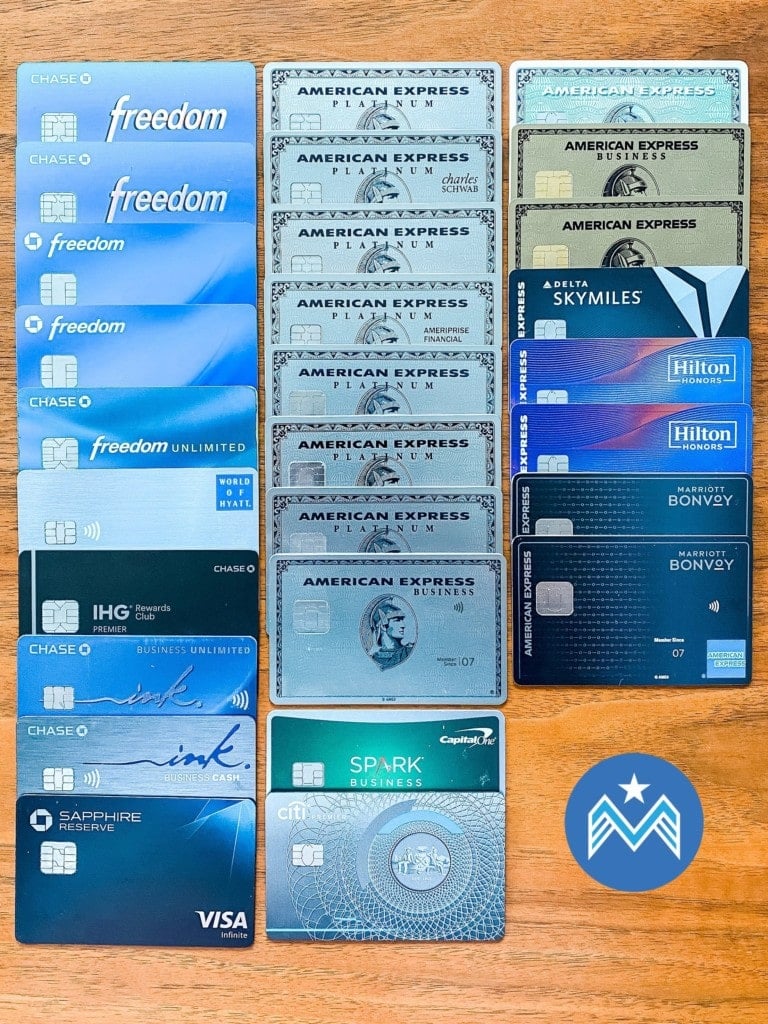 CHASE
freedom
CHASE
freedom
freedom
freedom
CHASE
freedom UNLIMITED
WORLD
OF
HYATT.
CHASE
IHG® Rewards
Club
PREMIER
CHASE
BUSINESS UNLIMITED
ink.
CHASE
ink.
BUSINESS CASH
SAPPHIRE
RESERVE
VISA
Infinite
AMERICAN EXPRESS
PLATINUM
AMERICAN EXPRESS
PLATINUM
charles
SCHWAB
AMERICAN EXPRESS
PLATINUM
AMERICAN EXPRESS
PLATINUM
AMERIPRISE
FINANCIAL
AMERICAN EXPRESS
PLATINUM
AMERICAN EXPRESS
PLATINUM
AMERICAN EXPRESS
PLATINUM
AMERICAN EXPRESS
BUSINESS
Member
Since
07
Capital One
SPARK
BUSINESS
citi
PREMIER
AMERICAN EXPRESS
AMERICAN EXPRESS
BUSINESS
AMERICAN EXPRESS
DELTA
SKYMILES®
EXPRESS
Hilton
HONORS
EXPRESS
Hilton
HONORS
EXPRESS
MARRIOTT
BONVOY
EXPRESS
MARRIOTT
BONVOY
AMERICAN EXPRESS
Member Since
07
AMERICAN
EXPRESS